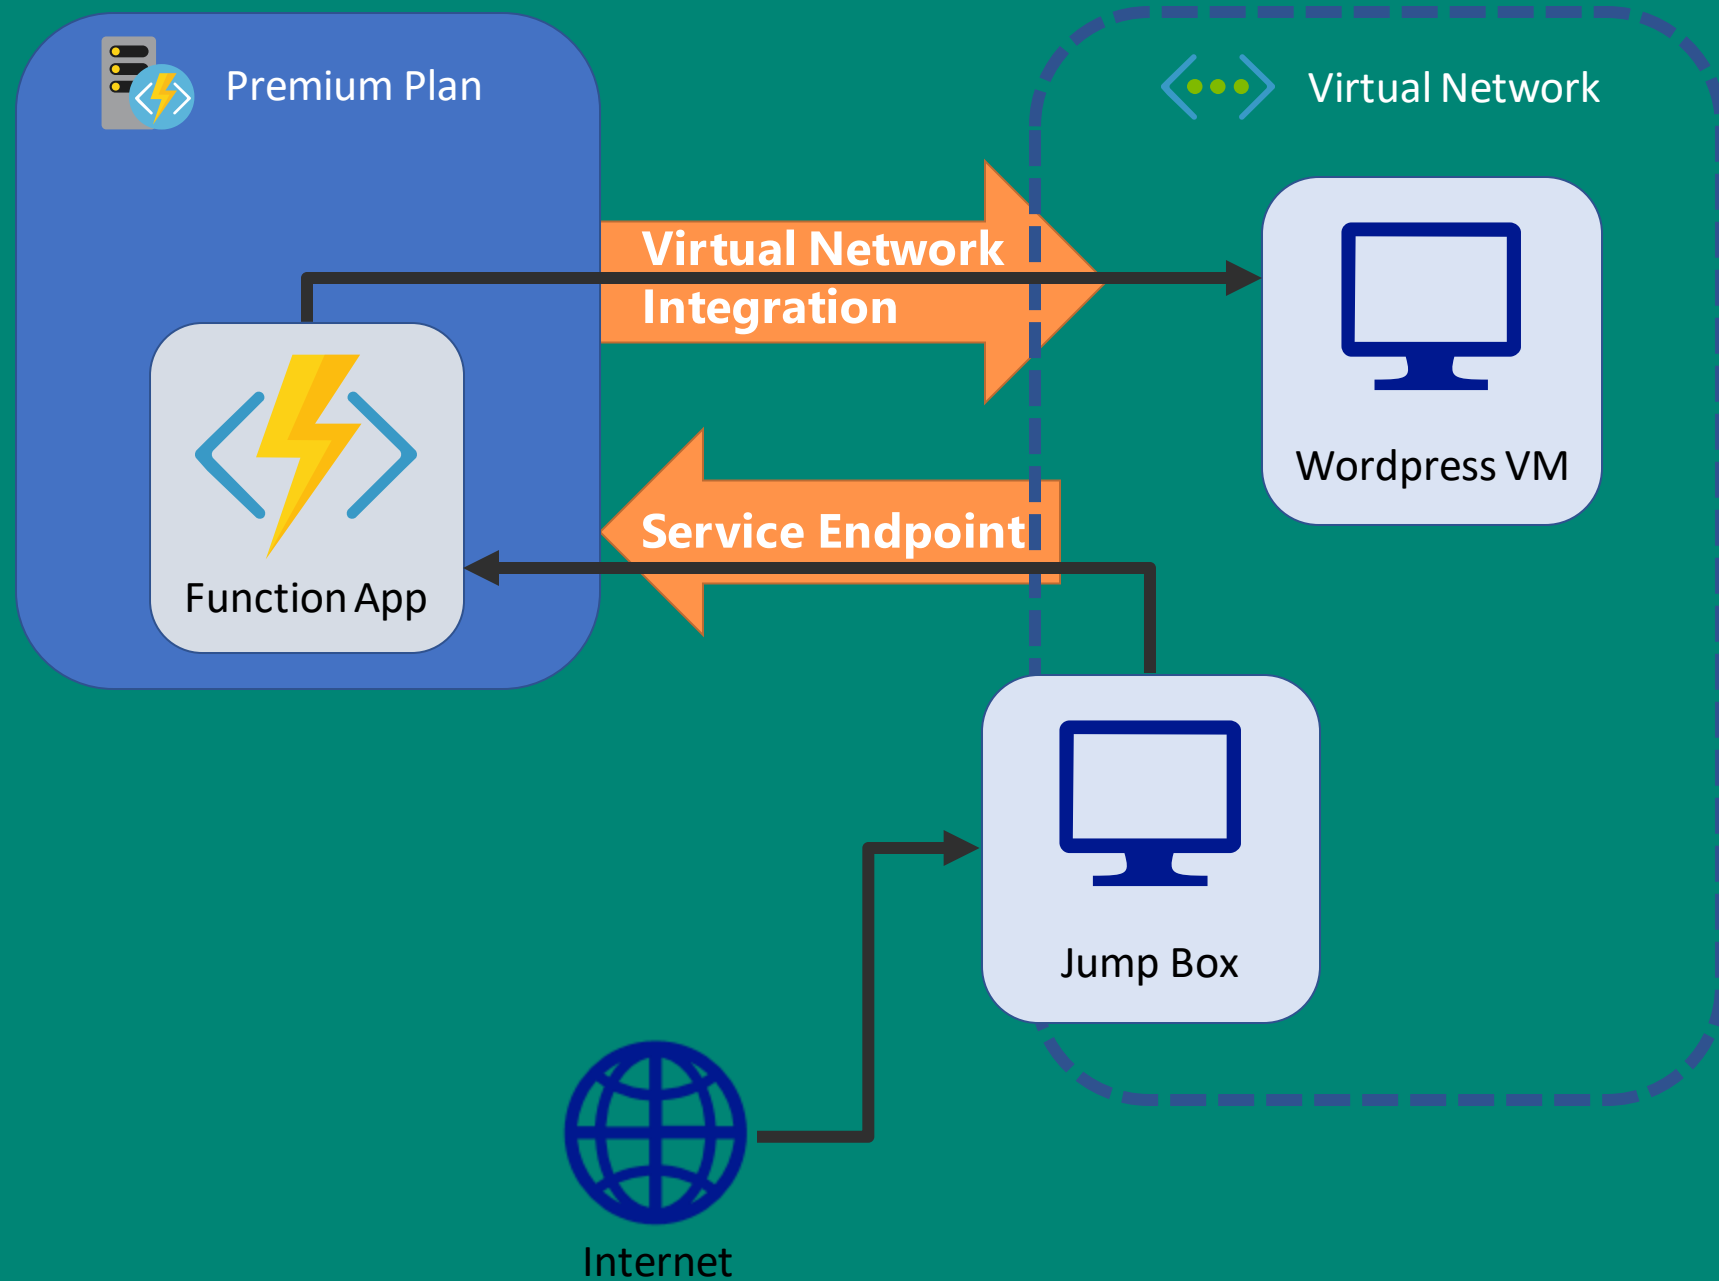 Premium Plan
Virtual Network
Virtual Network
Integration
Wordpress VM
Service Endpoint
Function App
Jump Box
Internet